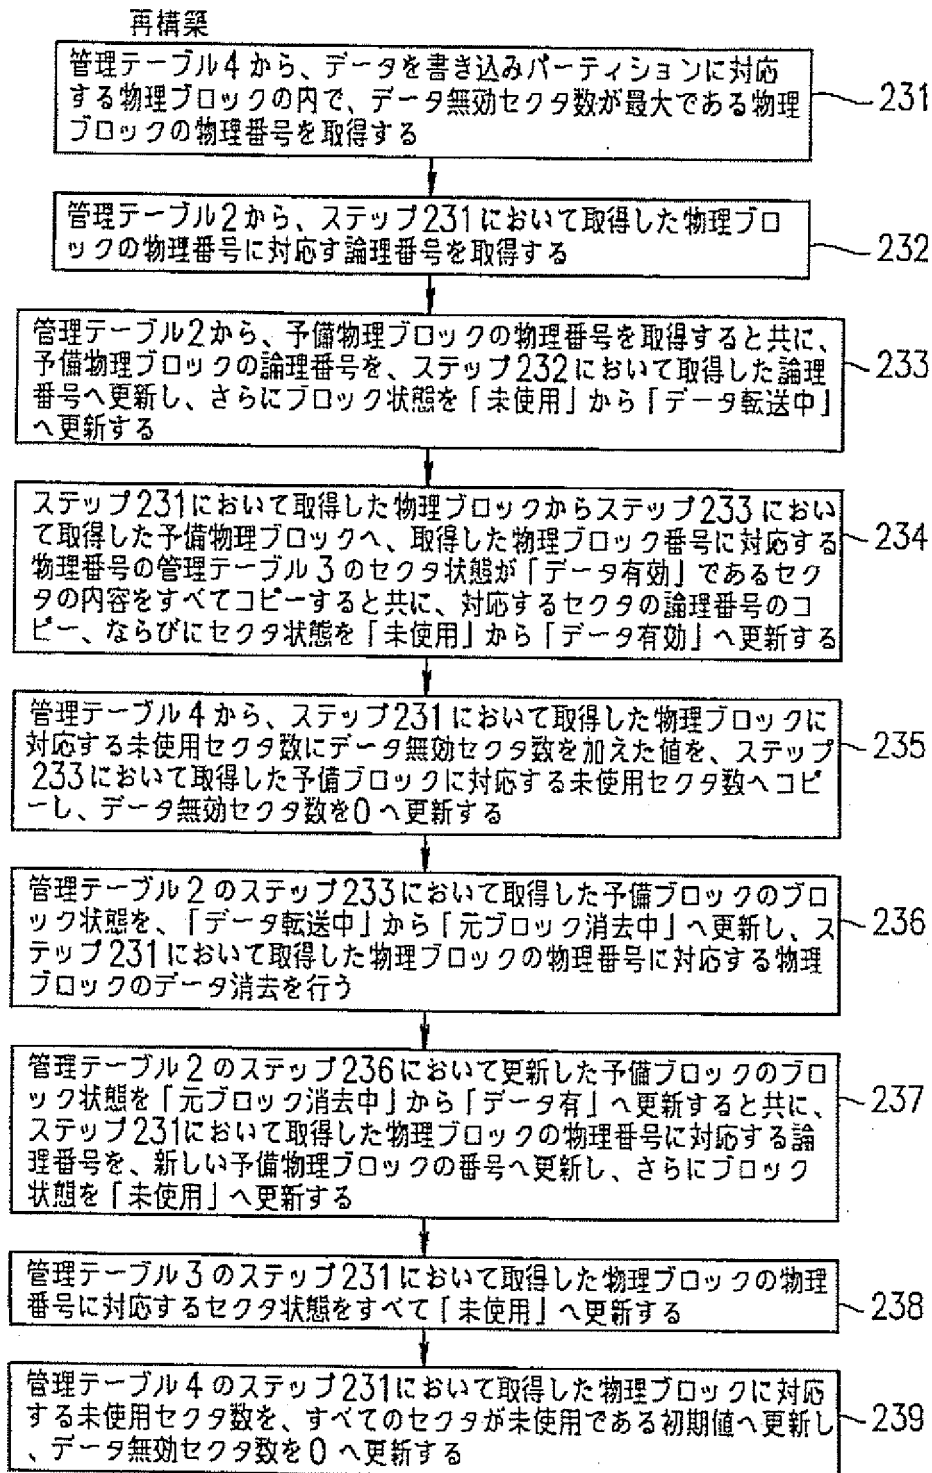 再構築
管理テーブル4から、データを書き込みパーティションに対応
する物理ブロックの内で、データ無効セクタ数が最大である物理
ブロックの物理番号を取得する
231
管理テーブル2から、ステップ231において取得した物理ブロ
ックの物理番号に対応す論理番号を取得する
232
管理テーブル2から、予備物理ブロックの物理番号を取得すると共に、
予備物理ブロックの論理番号を、ステップ232において取得した論理
番号へ更新し、さらにブロック状態を「未使用」から「データ転送中」
へ更新する
233
ステップ231において取得した物理ブロックからステップ233におい
て取得した予備物理ブロックへ、取得した物理ブロック番号に対応する
物理番号の管理テーブル3のセクタ状態が「データ有効」であるセク
タの内容をすべてコピーすると共に、対応するセクタの論理番号のコ
ピー、ならびにセクタ状態を「未使用」から「データ有効」へ更新する
234
管理テーブル4から、ステップ231において取得した物理ブロックに
対応する未使用セクタ数にデータ無効セクタ数を加えた値を、ステップ
233において取得した予備ブロックに対応する未使用セクタ数へコピ
ーし、データ無効セクタ数を0へ更新する
235
管理テーブル2のステップ233において取得した予備ブロックのブロ
ック状態を、「データ転送中」から「元ブロック消去中」へ更新し、ス
テップ231において取得した物理ブロックの物理番号に対応する物理
ブロックのデータ消去を行う
236
管理テーブル2のステップ236において更新した予備ブロックのブロ
ック状態を「元ブロック消去中」から「データ有」へ更新すると共に、
ステップ231において取得した物理ブロックの物理番号に対応する論
理番号を、新しい予備物理ブロックの番号へ更新し、さらにブロック
状態を「未使用」へ更新する
237
管理テーブル3のステップ231において取得した物理ブロックの物理
番号に対応するセクタ状態をすべて「未使用」へ更新する
238
管理テーブル4のステップ231において取得した物理ブロックに対応
する未使用セクタ数を、すべてのセクタが未使用である初期値へ更新し
、データ無効セクタ数を0へ更新する
239